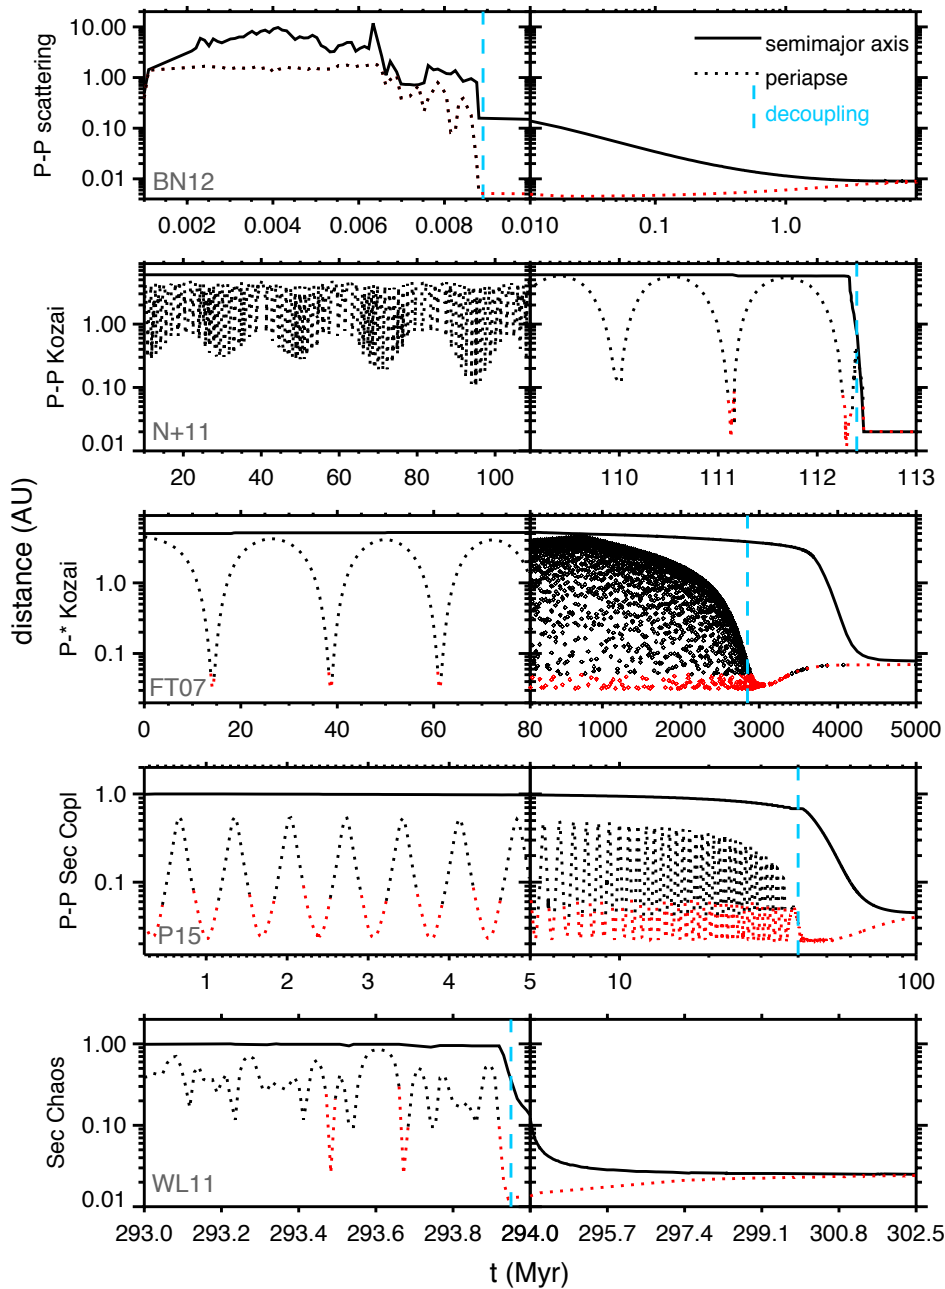 distance (AU)
P-P scattering
10.00
1.00
0.10
0.01
semimajor axis
periapse
decoupling
BN12
0.002 0.004 0.006 0.008 0.010 0.1 1.0
P-P Kozai
1.00
0.10
0.01
N+11
20 40 60 80 100 110 111 112 113
P-* Kozai
1.0
0.1
FT07
0 20 40 60 80 1000 2000 3000 4000 5000
P-P Sec Copl
1.0
0.1
P15
1 2 3 4 5 10 100
Sec Chaos
1.00
0.10
0.01
WL11
293.0 293.2 293.4 293.6 293.8 294.0 295.7 297.4 299.1 300.8 302.5
t (Myr)